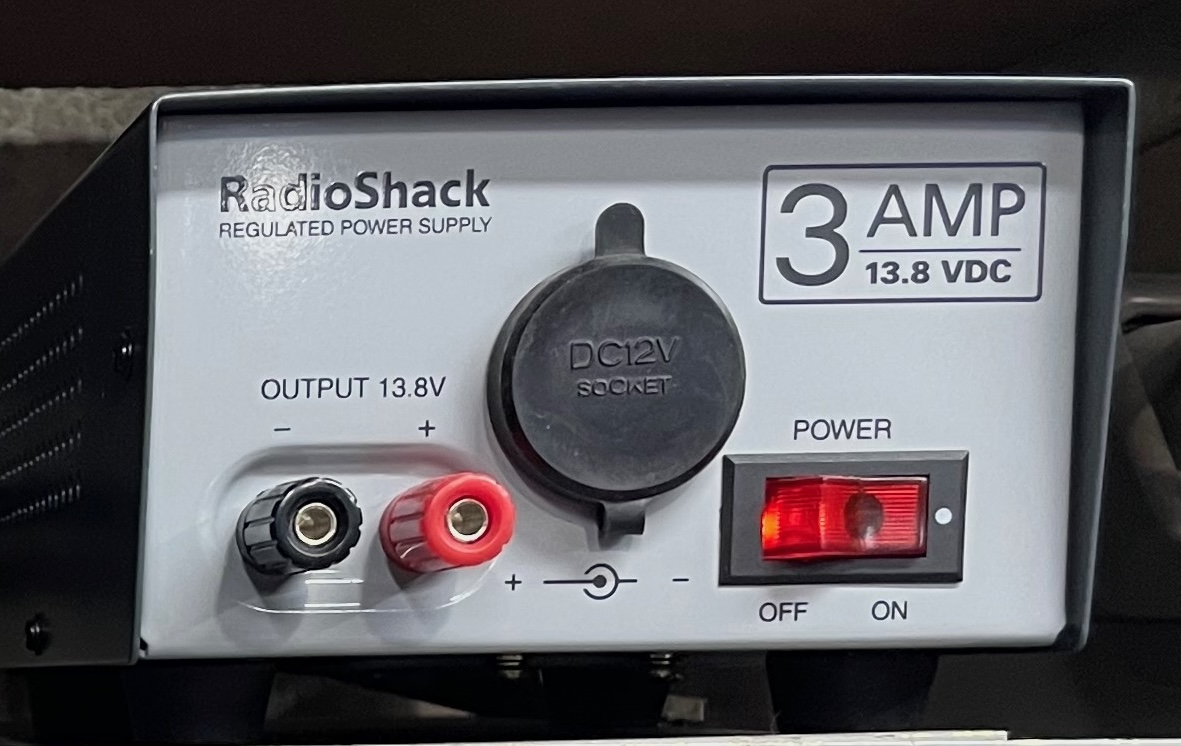 RadioShack
REGULATED POWER SUPPLY
3 AMP
13.8 VDC
DC12V
SOCKET
OUTPUT 13.8V
− +
+ −
POWER
OFF ON